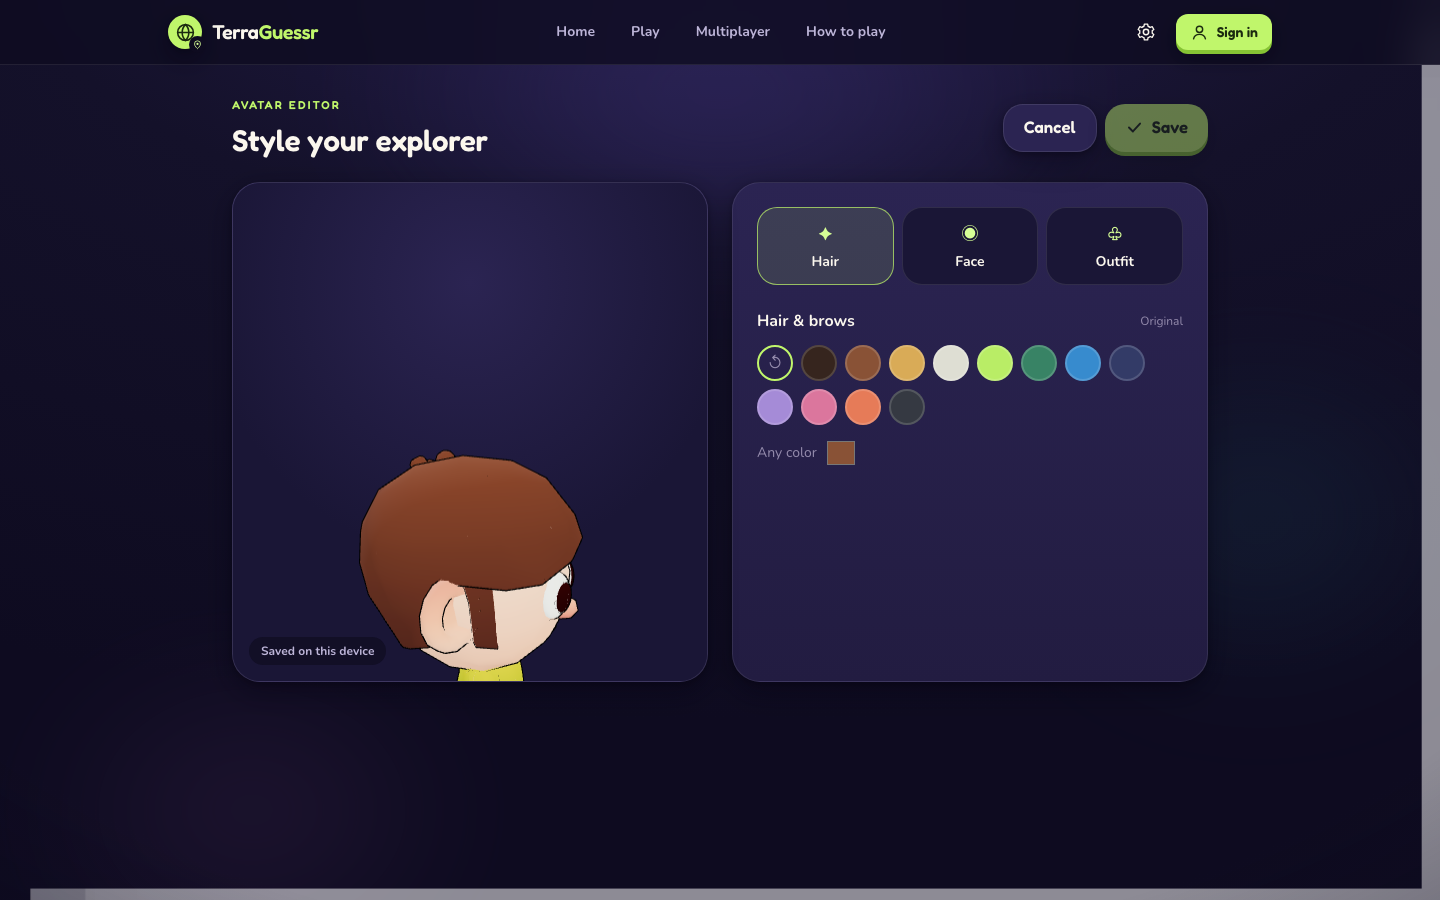 TerraGuessr
Home
Play
Multiplayer
How to play
Sign in
AVATAR EDITOR
Style your explorer
Cancel
Save
Saved on this device
Hair
Face
Outfit
Hair & brows
Original
Any color